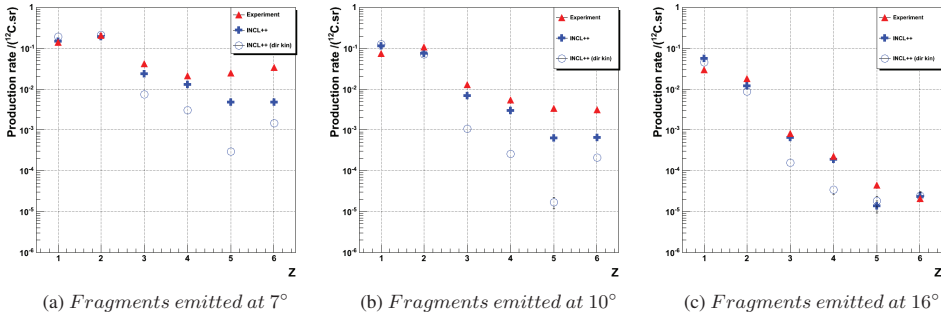 Production rate /(¹²C.sr)
1
10⁻¹
10⁻²
10⁻³
10⁻⁴
10⁻⁵
10⁻⁶
Experiment
INCL++
INCL++ (dir kin)
1 2 3 4 5 6
Z
(a) Fragments emitted at 7°
Production rate /(¹²C.sr)
1
10⁻¹
10⁻²
10⁻³
10⁻⁴
10⁻⁵
10⁻⁶
Experiment
INCL++
INCL++ (dir kin)
1 2 3 4 5 6
Z
(b) Fragments emitted at 10°
Production rate /(¹²C.sr)
1
10⁻¹
10⁻²
10⁻³
10⁻⁴
10⁻⁵
10⁻⁶
Experiment
INCL++
INCL++ (dir kin)
1 2 3 4 5 6
Z
(c) Fragments emitted at 16°